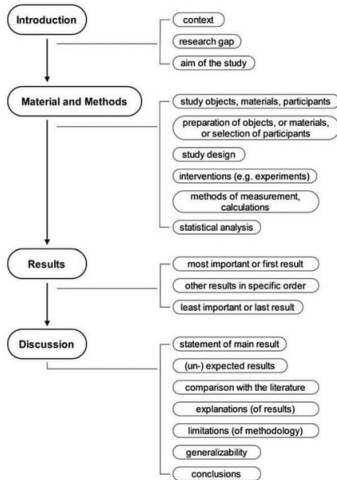 Introduction
context
research gap
aim of the study
Material and Methods
study objects, materials, participants
preparation of objects, or materials,
or selection of participants
study design
interventions (e.g. experiments)
methods of measurement,
calculations
statistical analysis
Results
most important or first result
other results in specific order
least important or last result
Discussion
statement of main result
(un-) expected results
comparison with the literature
explanations (of results)
limitations (of methodology)
generalizability
conclusions